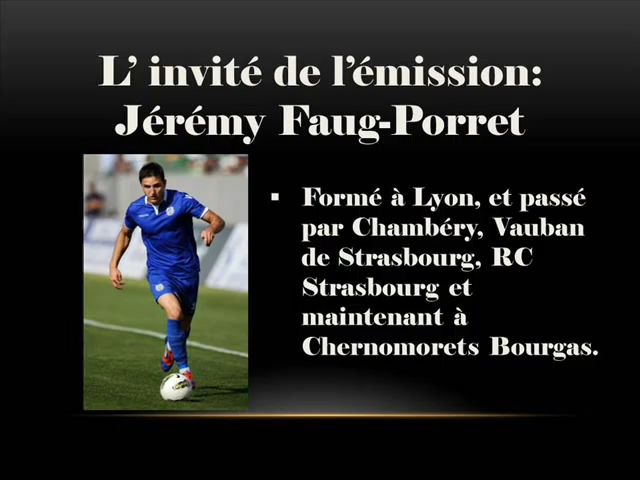 L’ invité de l’émission:
Jérémy Faug-Porret
▪ Formé à Lyon, et passé
par Chambéry, Vauban
de Strasbourg, RC
Strasbourg et
maintenant à
Chernomorets Bourgas.